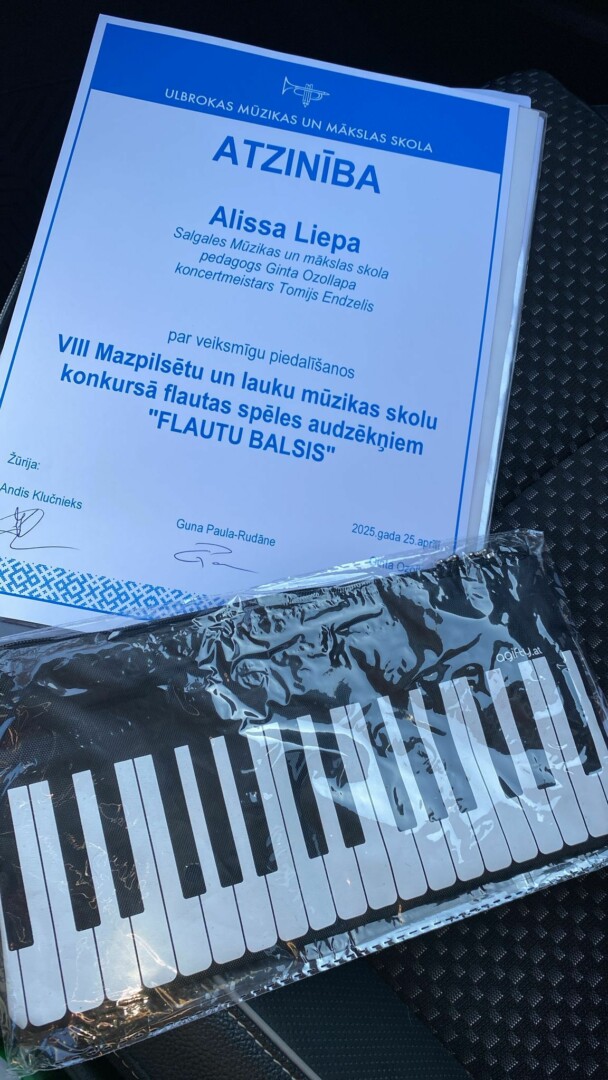 ULBROKAS MŪZIKAS UN MĀKSLAS SKOLA
ATZINĪBA
Alissa Liepa
Salgales Mūzikas un mākslas skola
pedagogs Ginta Ozollapa
koncertmeistars Tomijs Endzelis
par veiksmīgu piedalīšanos
VIII Mazpilsētu un lauku mūzikas skolu
konkursā flautas spēles audzēkņiem
"FLAUTU BALSIS"
Žūrija:
Andis Klučnieks
Guna Paula-Rudāne
2025.gada 25.aprīlī